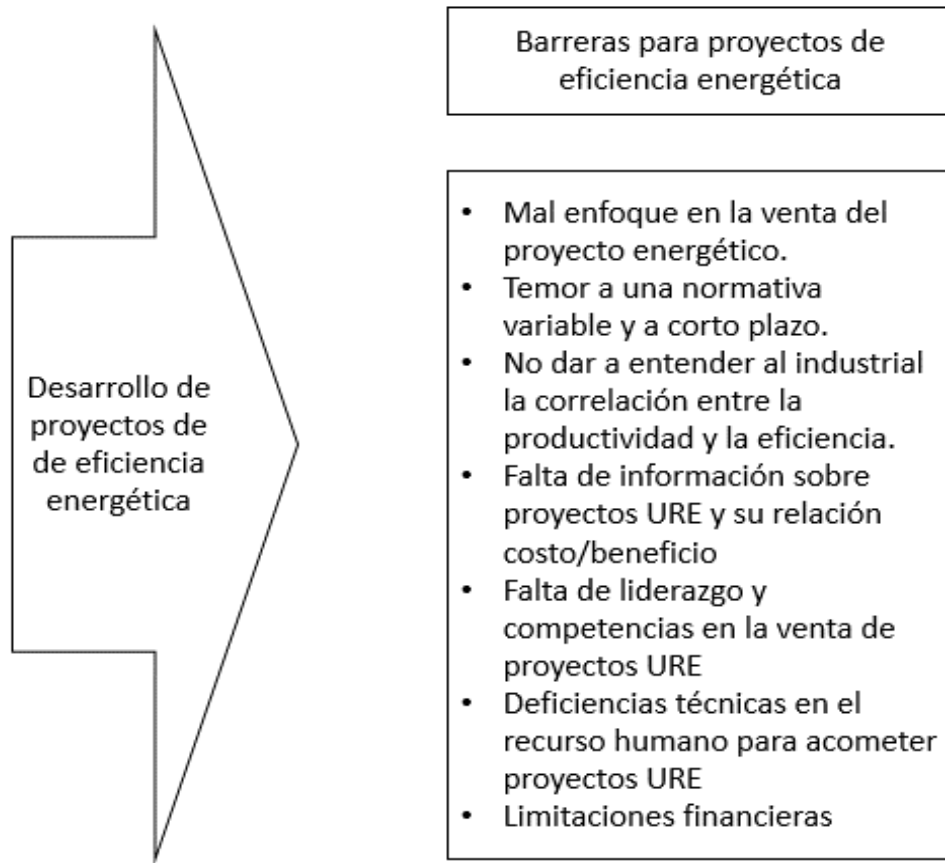 Desarrollo de
proyectos de
de eficiencia
energética
Barreras para proyectos de
eficiencia energética
• Mal enfoque en la venta del
proyecto energético.
• Temor a una normativa
variable y a corto plazo.
• No dar a entender al industrial
la correlación entre la
productividad y la eficiencia.
• Falta de información sobre
proyectos URE y su relación
costo/beneficio
• Falta de liderazgo y
competencias en la venta de
proyectos URE
• Deficiencias técnicas en el
recurso humano para acometer
proyectos URE
• Limitaciones financieras